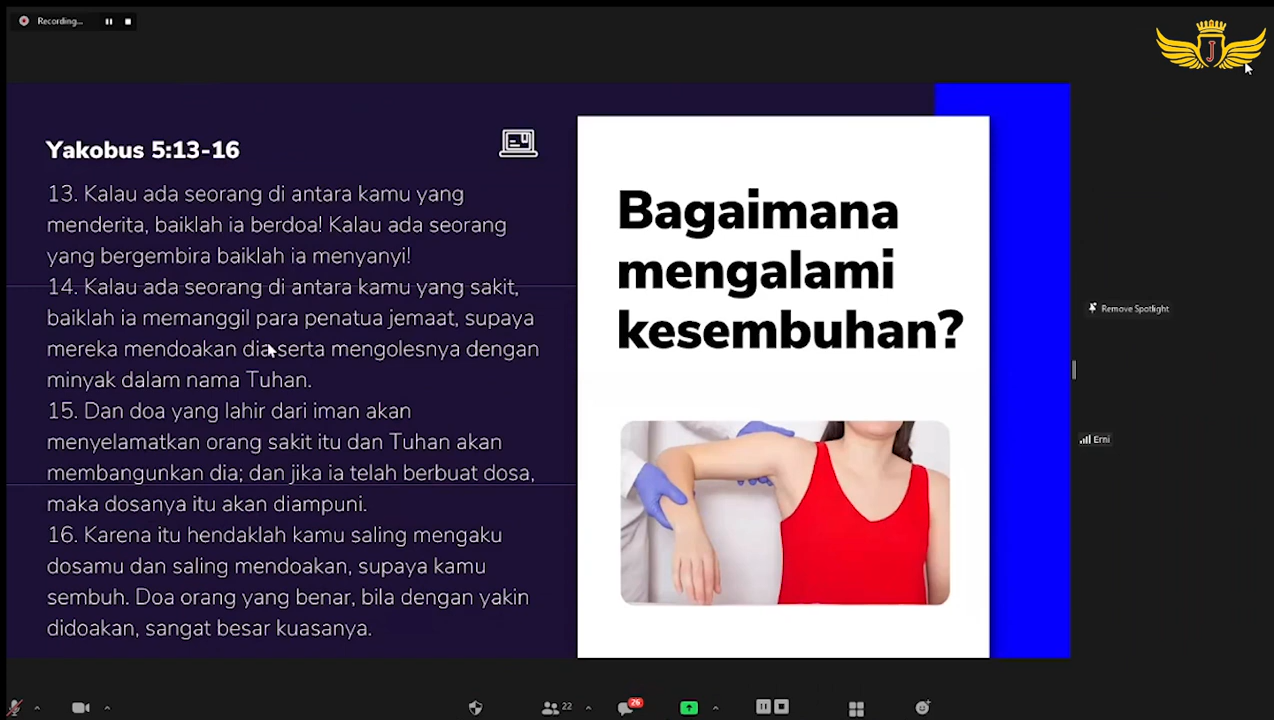 Recording...
J
Yakobus 5:13-16
13. Kalau ada seorang di antara kamu yang
menderita, baiklah ia berdoa! Kalau ada seorang
yang bergembira baiklah ia menyanyi!
14. Kalau ada seorang di antara kamu yang sakit,
baiklah ia memanggil para penatua jemaat, supaya
mereka mendoakan dia serta mengolesnya dengan
minyak dalam nama Tuhan.
15. Dan doa yang lahir dari iman akan
menyelamatkan orang sakit itu dan Tuhan akan
membangunkan dia; dan jika ia telah berbuat dosa,
maka dosanya itu akan diampuni.
16. Karena itu hendaklah kamu saling mengaku
dosamu dan saling mendoakan, supaya kamu
sembuh. Doa orang yang benar, bila dengan yakin
didoakan, sangat besar kuasanya.
Bagaimana
mengalami
kesembuhan?
Remove Spotlight
Erni
22
26